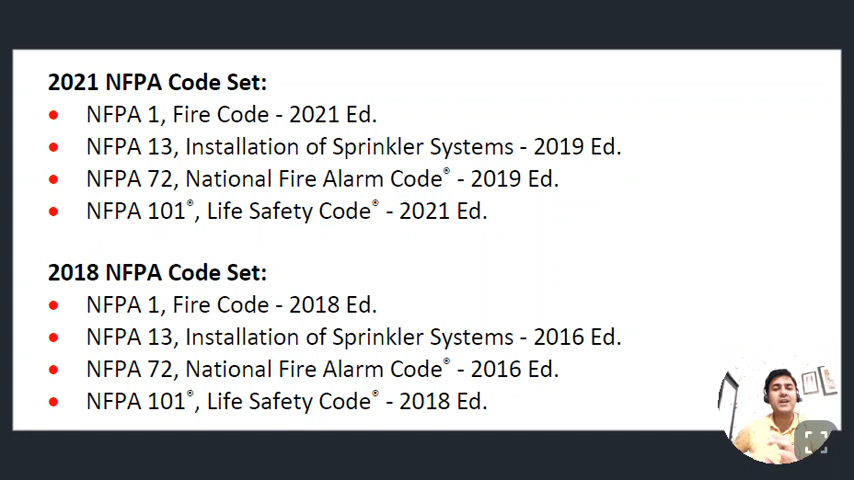 2021 NFPA Code Set:
• NFPA 1, Fire Code - 2021 Ed.
• NFPA 13, Installation of Sprinkler Systems - 2019 Ed.
• NFPA 72, National Fire Alarm Code® - 2019 Ed.
• NFPA 101®, Life Safety Code® - 2021 Ed.
2018 NFPA Code Set:
• NFPA 1, Fire Code - 2018 Ed.
• NFPA 13, Installation of Sprinkler Systems - 2016 Ed.
• NFPA 72, National Fire Alarm Code® - 2016 Ed.
• NFPA 101®, Life Safety Code® - 2018 Ed.